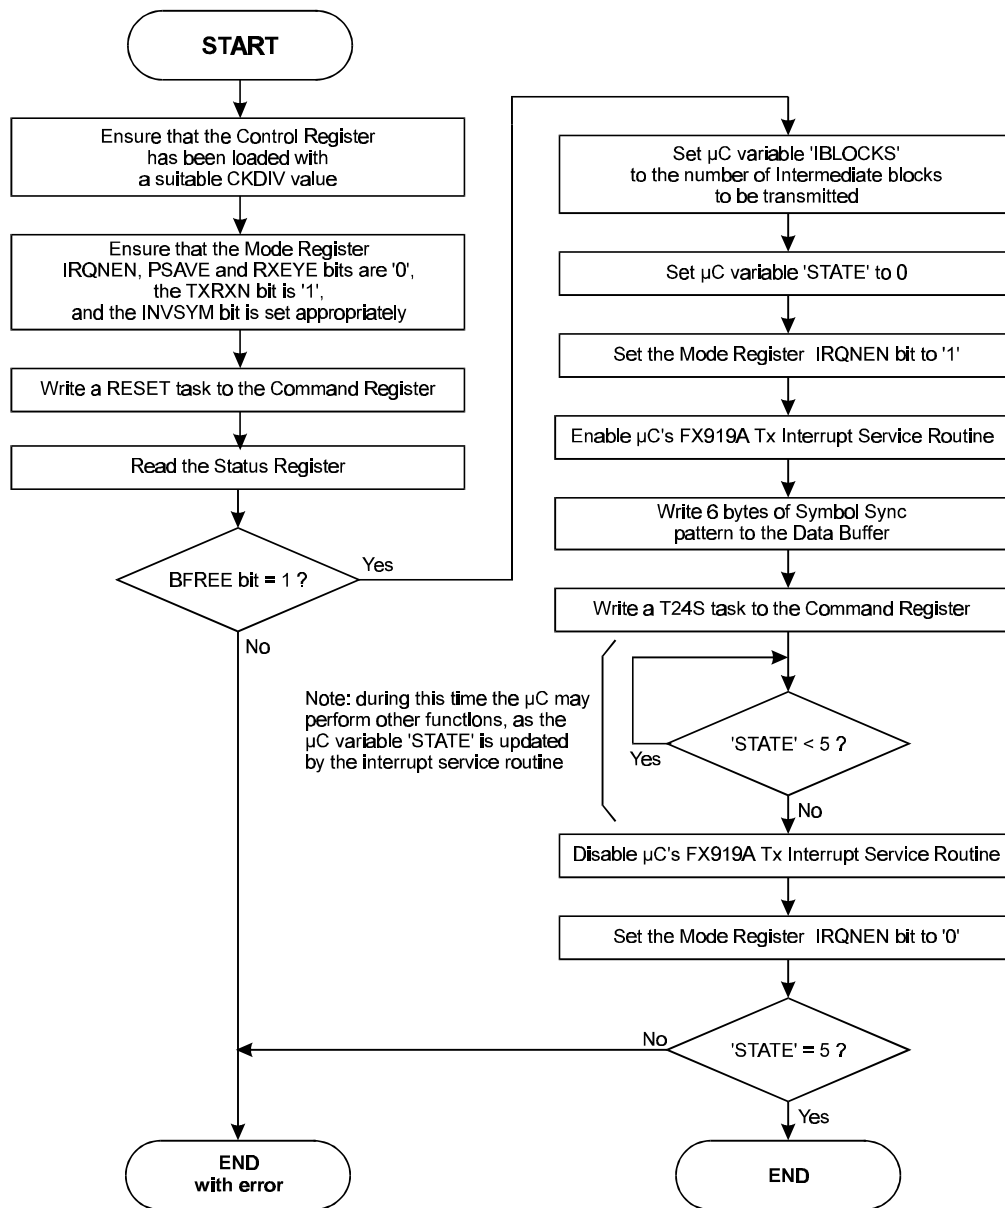 START
Ensure that the Control Register
has been loaded with
a suitable CKDIV value
Ensure that the Mode Register
IRQNEN, PSAVE and RXEYE bits are '0',
the TXRXN bit is '1',
and the INVSYM bit is set appropriately
Write a RESET task to the Command Register
Read the Status Register
BFREE bit = 1 ?
Yes
No
Set µC variable 'IBLOCKS'
to the number of Intermediate blocks
to be transmitted
Set µC variable 'STATE' to 0
Set the Mode Register IRQNEN bit to '1'
Enable µC's FX919A Tx Interrupt Service Routine
Write 6 bytes of Symbol Sync
pattern to the Data Buffer
Write a T24S task to the Command Register
Note: during this time the µC may
perform other functions, as the
µC variable 'STATE' is updated
by the interrupt service routine
'STATE' < 5 ?
Yes
No
Disable µC's FX919A Tx Interrupt Service Routine
Set the Mode Register IRQNEN bit to '0'
'STATE' = 5 ?
No
Yes
END
with error
END